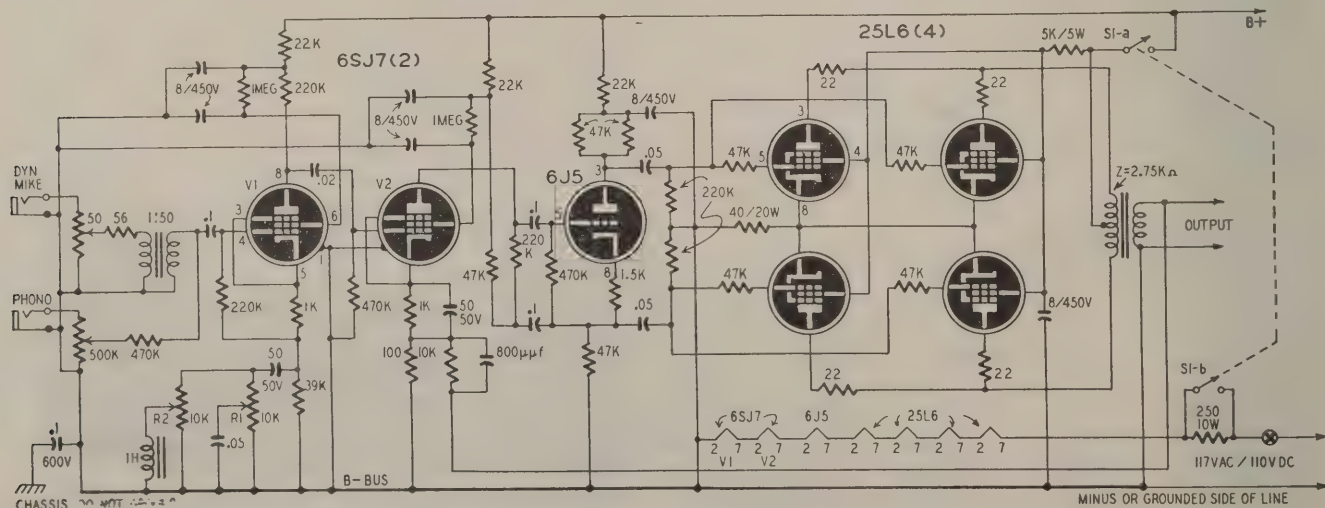 B+
22K
6SJ7(2)
25L6(4)
5K/5W
S1-a
8/450V
1MEG
220K
22K
22K
8/450V
22
22
8/450V
1MEG
47K
3
DYN
MIKE
.05
47K
5
4
47K
8
.02
6J5
3
Z=2.75KΩ
V1
V2
220K
50
56
1:50
.1
3
4
6
1
5
.1
220
K
5
40/20W
8
OUTPUT
8
1.5K
47K
470K
47K
47K
PHONO
220K
1K
470K
1K
50
50V
.1
.05
8/450V
500K
470K
50
50V
39K
100
10K
800μμf
47K
22
22
S1-b
R2
10K
R1
10K
6SJ7
6J5
25L6
250
10W
.1
600V
1H
.05
2 7 2 7 2 7 2 7 2 7 2 7 2 7
V1 V2
117VAC/110VDC
B-BUS
CHASSIS
MINUS OR GROUNDED SIDE OF LINE